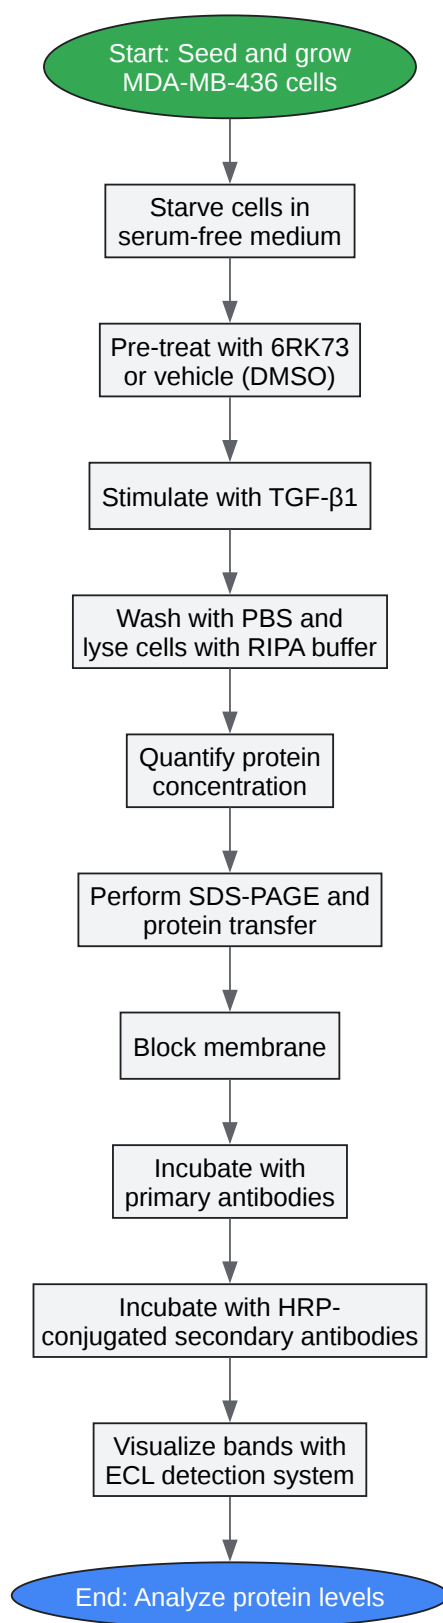 Start: Seed and grow
MDA-MB-436 cells
Starve cells in
serum-free medium
Pre-treat with 6RK73
or vehicle (DMSO)
Stimulate with TGF-β1
Wash with PBS and
lyse cells with RIPA buffer
Quantify protein
concentration
Perform SDS-PAGE and
protein transfer
Block membrane
Incubate with
primary antibodies
Incubate with HRP-
conjugated secondary antibodies
Visualize bands with
ECL detection system
End: Analyze protein levels